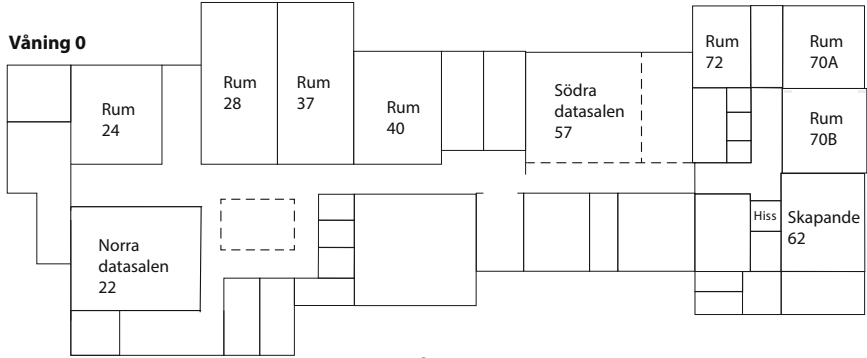 Våning 0
Rum
24
Rum
28
Rum
37
Rum
40
Södra
datasalen
57
Rum
72
Rum
70A
Rum
70B
Norra
datasalen
22
Hiss
Skapande
62